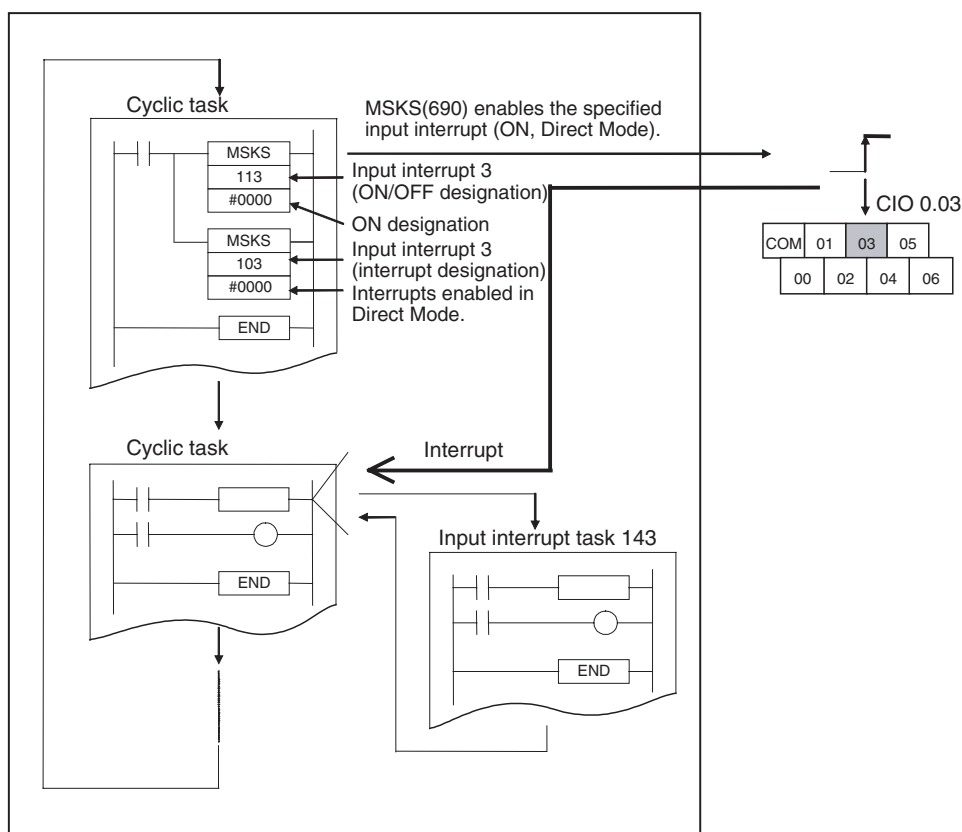 Cyclic task
MSKS(690) enables the specified
input interrupt (ON, Direct Mode).
MSKS
113
#0000
Input interrupt 3
(ON/OFF designation)
ON designation
MSKS
103
#0000
Input interrupt 3
(interrupt designation)
Interrupts enabled in
Direct Mode.
END
CIO 0.03
COM 01 03 05
00 02 04 06
Cyclic task
Interrupt
END
Input interrupt task 143
END